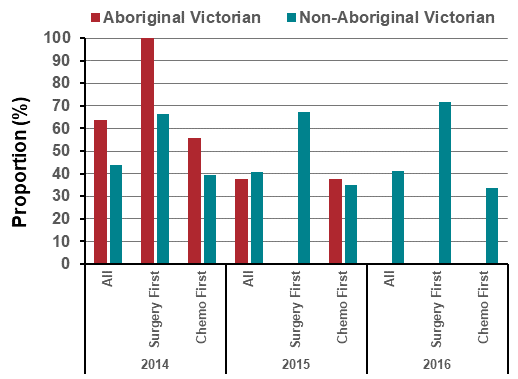 Aboriginal Victorian Non-Aboriginal Victorian
Proportion (%)
100
90
80
70
60
50
40
30
20
10
0
All
Surgery First
Chemo First
All
Surgery First
Chemo First
All
Surgery First
Chemo First
2014 2015 2016